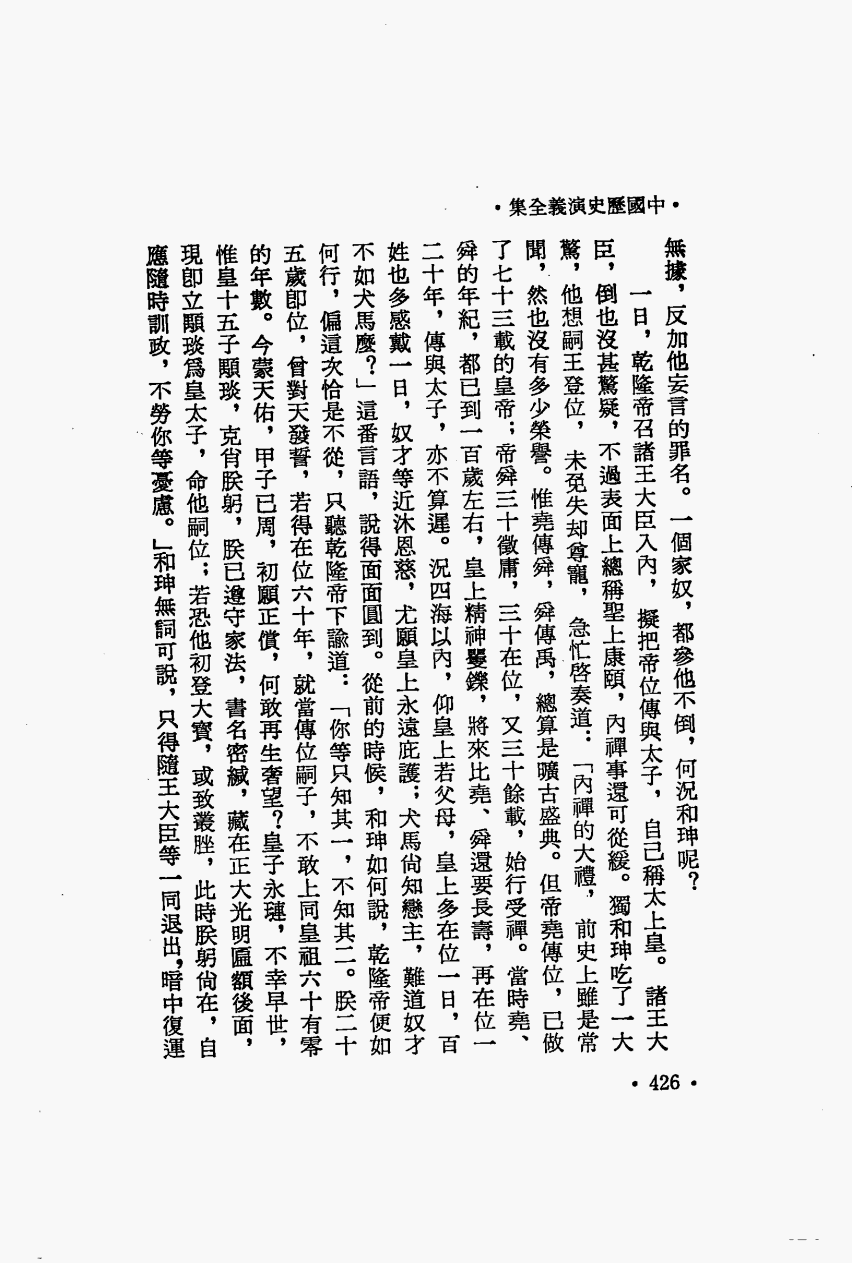 •中國歷史演義全集•
無據，反加他妄言的罪名。一個家奴，都參他不倒，何況和珅呢？
一日，乾隆帝召諸王大臣入內，擬把帝位傳與太子，自己稱太上皇。諸王大
臣，倒也沒甚驚疑，不過表面上總稱聖上康頤，內禪事還可從緩。獨和珅吃了一大
驚，他想嗣王登位，未免失却尊寵，急忙啓奏道：「內禪的大禮，前史上雖是常
聞，然也沒有多少榮譽。惟堯傳舜，舜傳禹，總算是曠古盛典。但帝堯傳位，已做
了七十三載的皇帝；帝舜三十徵庸，三十在位，又三十餘載，始行受禪。當時堯、
舜的年紀，都已到一百歲左右，皇上精神矍鑠，將來比堯、舜還要長壽，再在位一
二十年，傳與太子，亦不算遲。況四海以內，仰皇上若父母，皇上多在位一日，百
姓也多感戴一日，奴才等近沐恩慈，尤願皇上永遠庇護；犬馬尙知戀主，難道奴才
不如犬馬麼？」這番言語，說得面面圓到。從前的時候，和珅如何說，乾隆帝便如
何行，偏這次恰是不從，只聽乾隆帝下諭道：「你等只知其一，不知其二。朕二十
五歲卽位，曾對天發誓，若得在位六十年，就當傳位嗣子，不敢上同皇祖六十有零
的年數。今蒙天佑，甲子已周，初願正償，何敢再生奢望？皇子永璉，不幸早世，
惟皇十五子顒琰，克肖朕躬，朕已遵守家法，書名密緘，藏在正大光明匾額後面，
現卽立顒琰爲皇太子，命他嗣位；若恐他初登大寳，或致叢脞，此時朕躬尙在，自
應隨時訓政，不勞你等憂慮。」和珅無詞可說，只得隨王大臣等一同退出，暗中復運
•426•